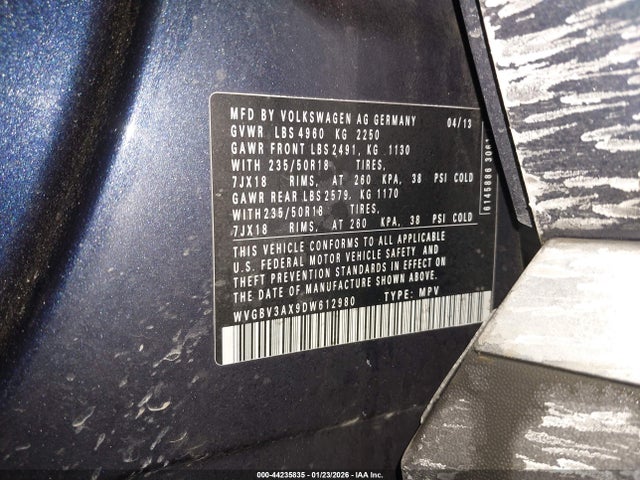 MFD BY VOLKSWAGEN AG GERMANY 04/13
GVWR LBS 4960 KG 2250
GAWR FRONT LBS 2491, KG 1130
WITH 235/50R18 TIRES,
7JX18 RIMS, AT 260 KPA, 38 PSI COLD
GAWR REAR LBS 2579, KG 1170
WITH 235/50R18 TIRES,
7JX18 RIMS, AT 260 KPA, 38 PSI COLD
THIS VEHICLE CONFORMS TO ALL APPLICABLE
U.S. FEDERAL MOTOR VEHICLE SAFETY AND
THEFT PREVENTION STANDARDS IN EFFECT ON
THE DATE OF MANUFACTURE SHOWN ABOVE
WVGBV3AX9DW612980 TYPE: MPV
6145886
000-44235835 - 01/23/2026 - IAA Inc.